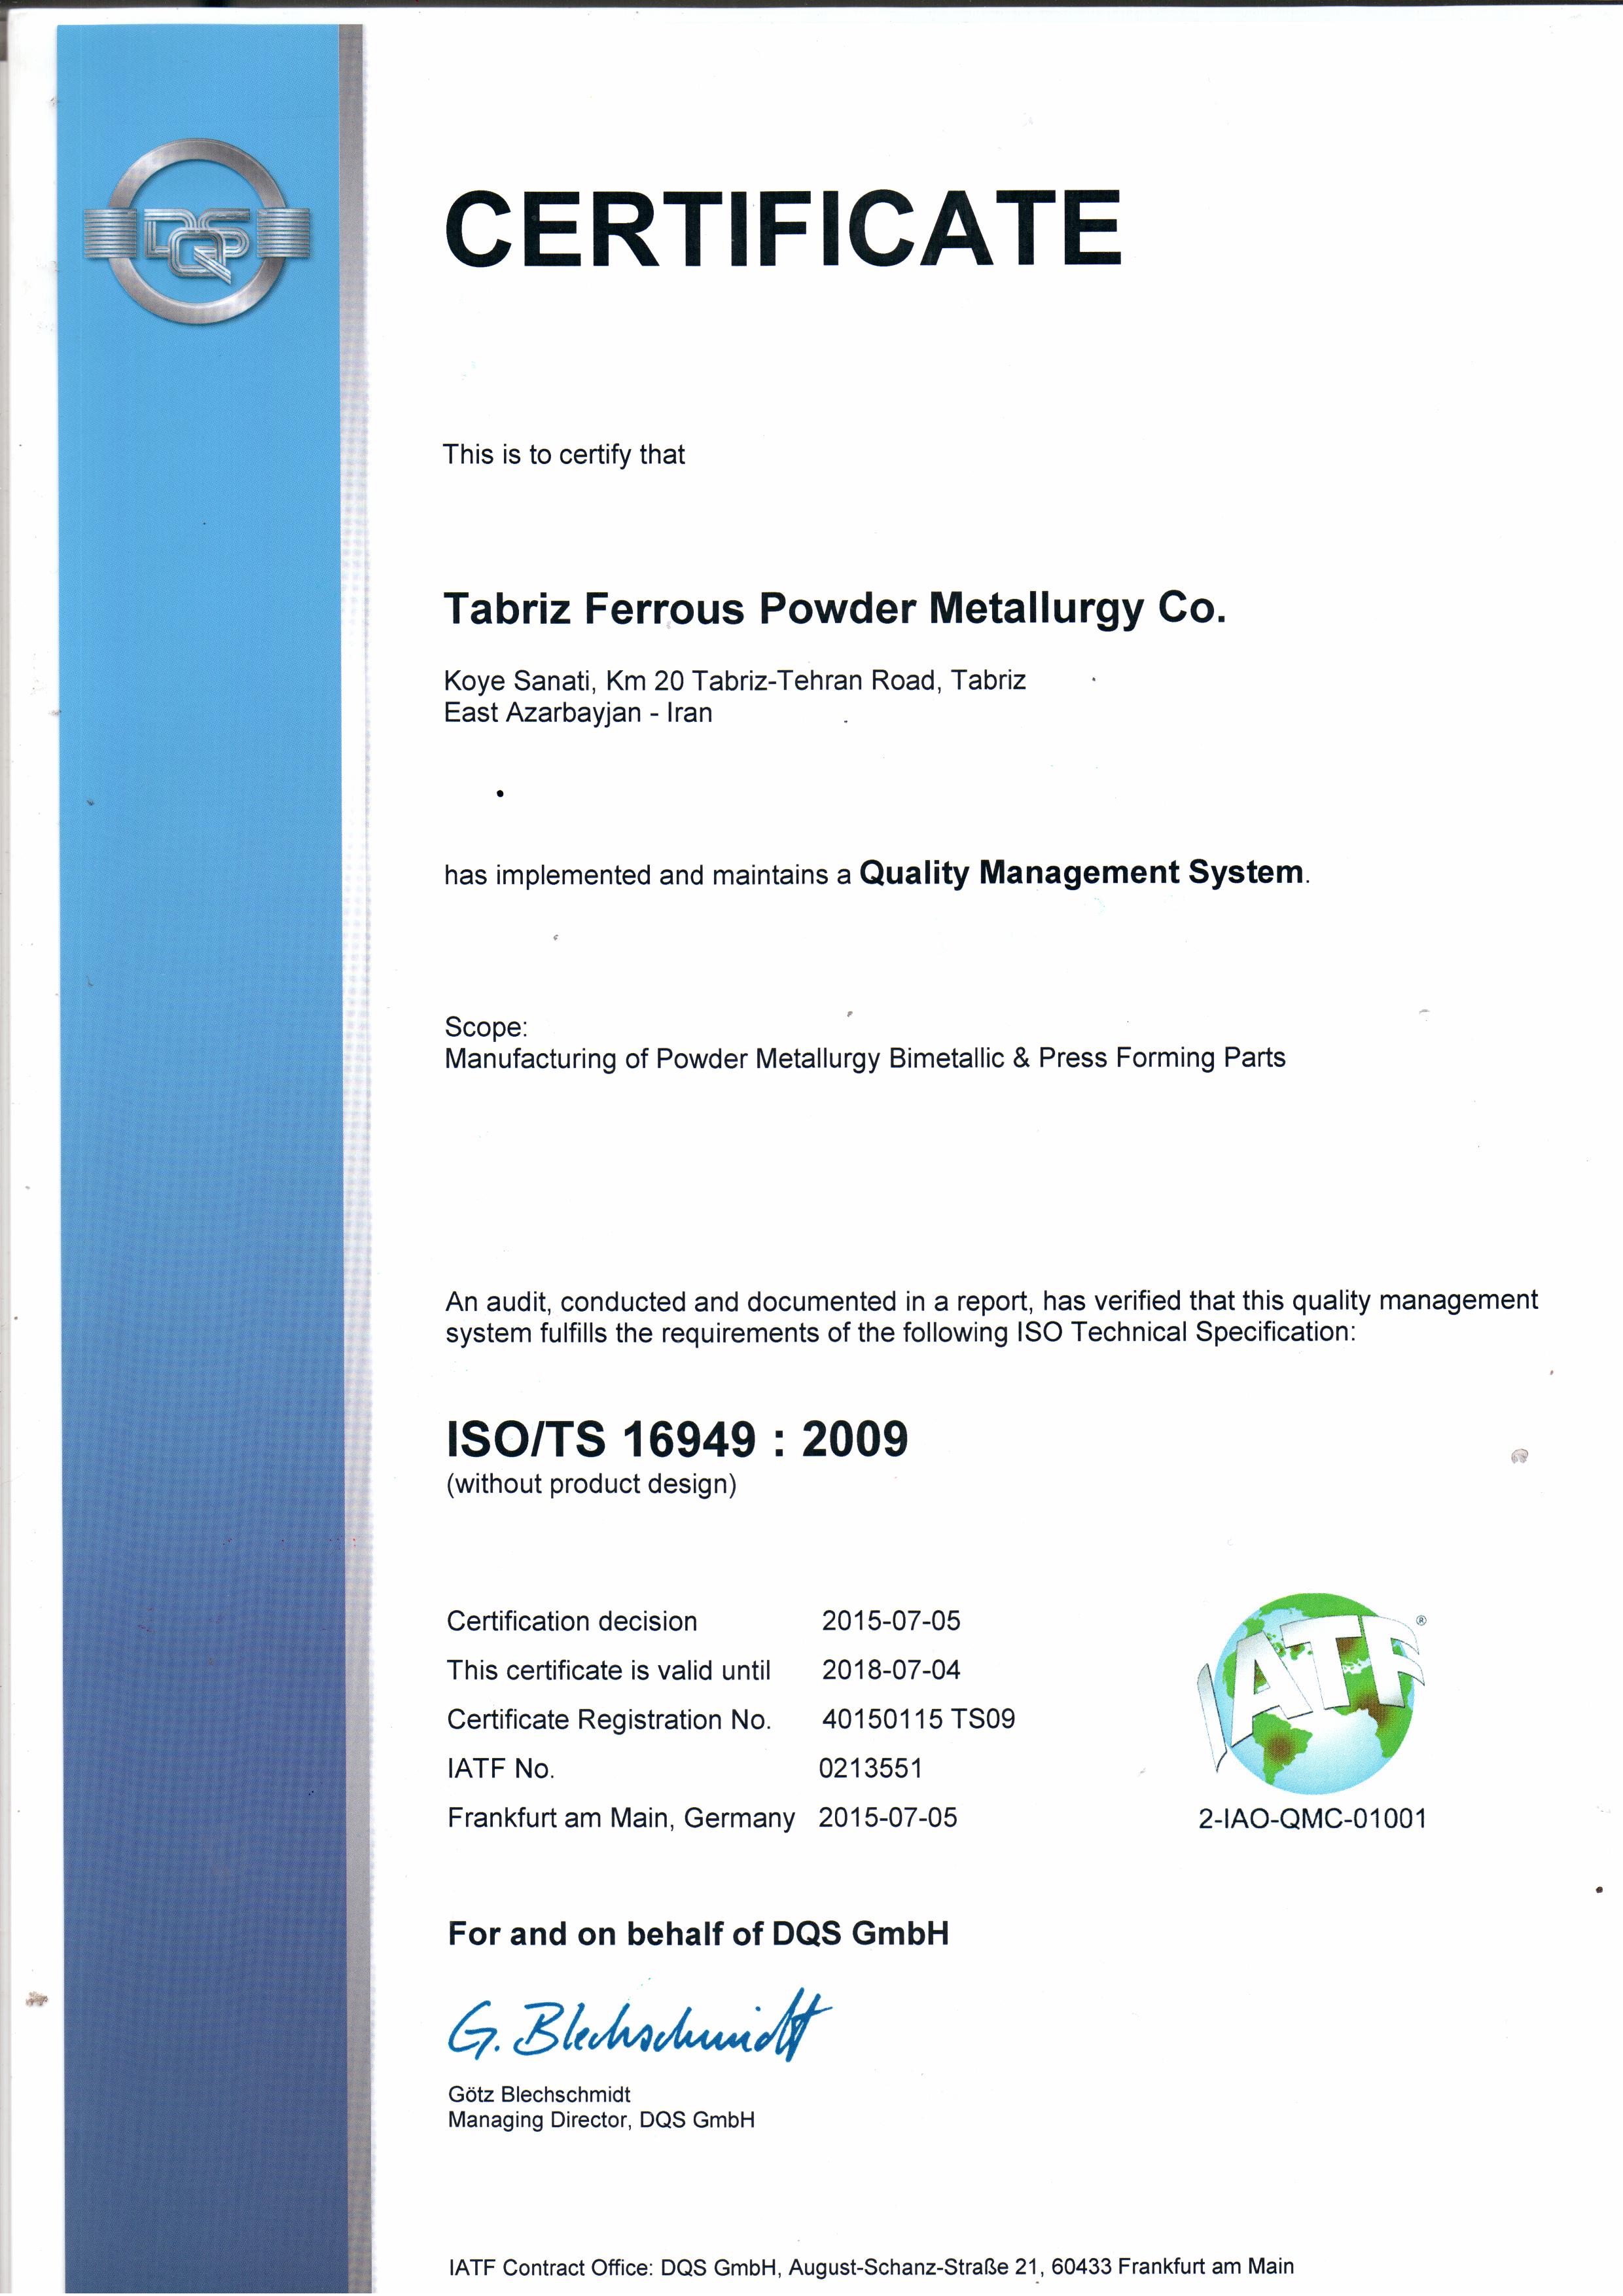 DQS
CERTIFICATE
This is to certify that
Tabriz Ferrous Powder Metallurgy Co.
Koye Sanati, Km 20 Tabriz-Tehran Road, Tabriz
East Azarbayjan - Iran
has implemented and maintains a Quality Management System.
Scope:
Manufacturing of Powder Metallurgy Bimetallic & Press Forming Parts
An audit, conducted and documented in a report, has verified that this quality management
system fulfills the requirements of the following ISO Technical Specification:
ISO/TS 16949 : 2009
(without product design)
Certification decision 2015-07-05
This certificate is valid until 2018-07-04
Certificate Registration No. 40150115 TS09
IATF No. 0213551
Frankfurt am Main, Germany 2015-07-05
IATF®
2-IAO-QMC-01001
For and on behalf of DQS GmbH
G. Blechschmidt
Götz Blechschmidt
Managing Director, DQS GmbH
IATF Contract Office: DQS GmbH, August-Schanz-Straße 21, 60433 Frankfurt am Main